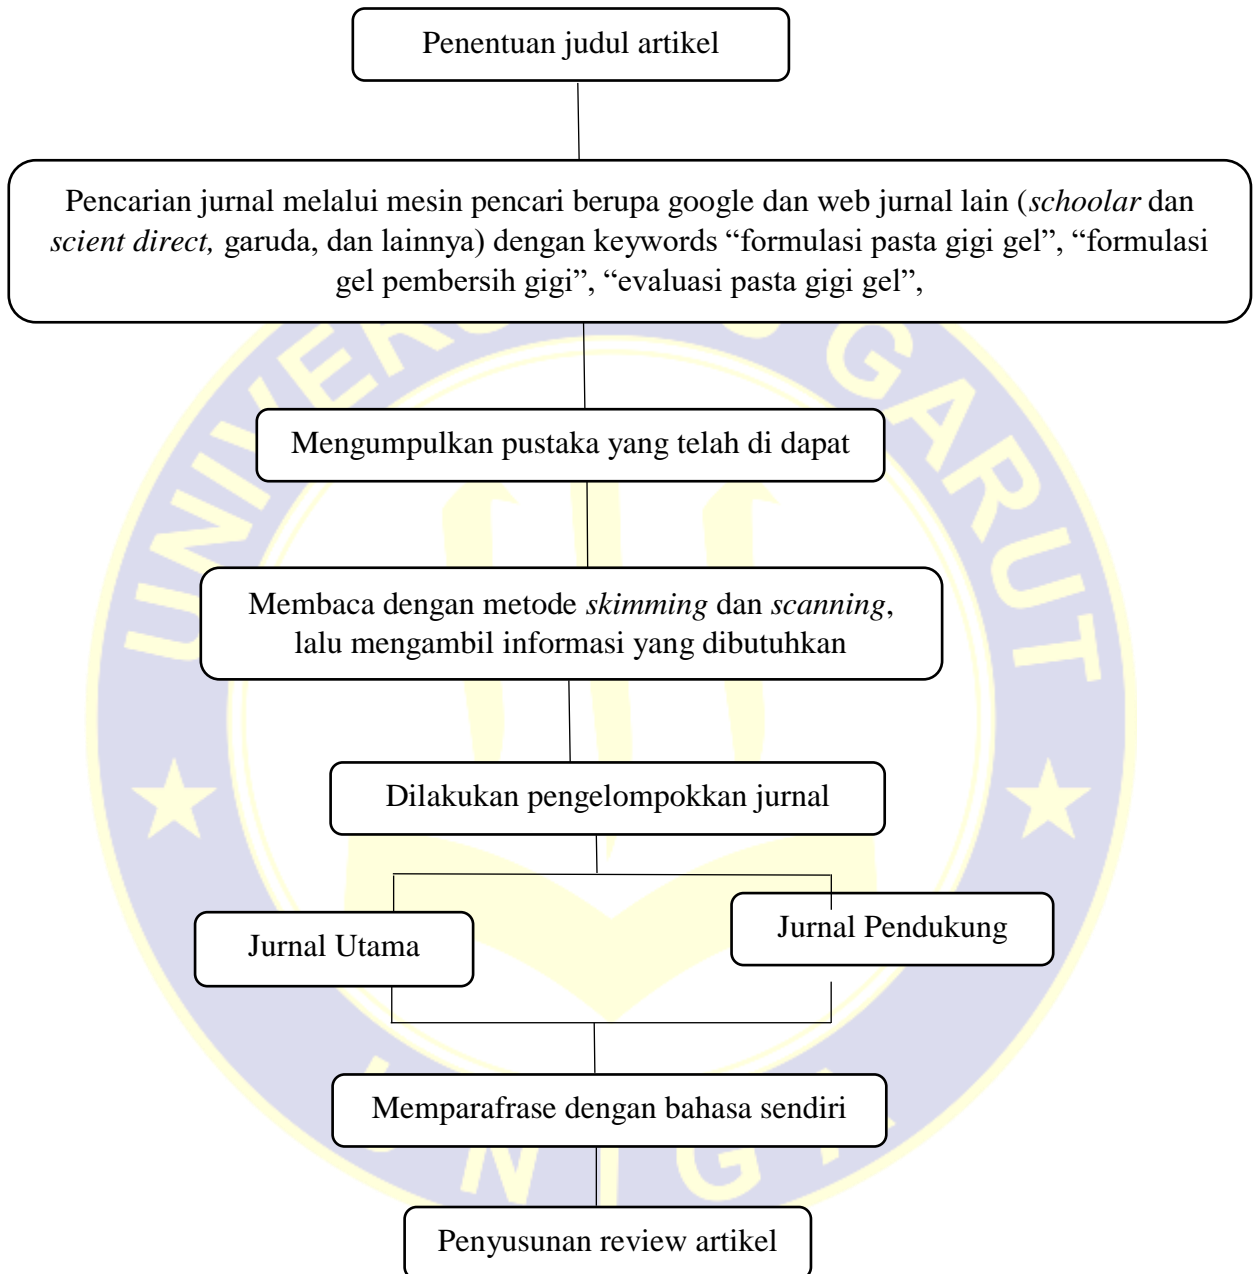 Penentuan judul artikel
Pencarian jurnal melalui mesin pencari berupa google dan web jurnal lain (schoolar dan
scient direct, garuda, dan lainnya) dengan keywords “formulasi pasta gigi gel”, “formulasi
gel pembersih gigi”, “evaluasi pasta gigi gel”,
Mengumpulkan pustaka yang telah di dapat
Membaca dengan metode skimming dan scanning,
lalu mengambil informasi yang dibutuhkan
Dilakukan pengelompokkan jurnal
Jurnal Utama
Jurnal Pendukung
Memparafrase dengan bahasa sendiri
Penyusunan review artikel
GARUT